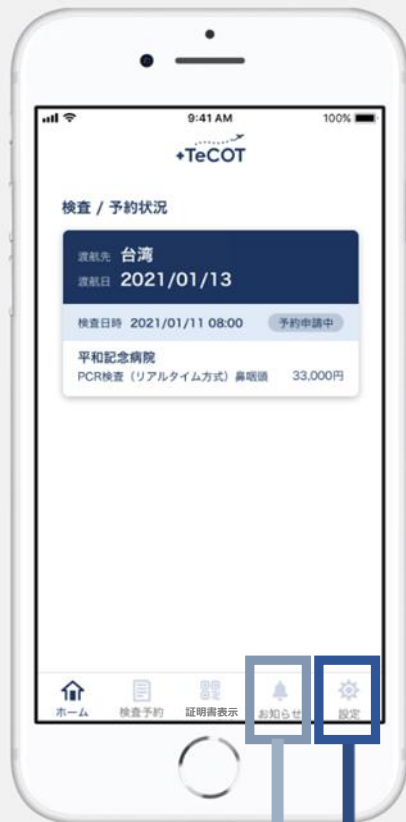 9:41 AM
100%
+TeCOT
検査 / 予約状況
渡航先 台湾
渡航日 2021/01/13
検査日時 2021/01/11 08:00 予約申請中
平和記念病院
PCR検査（リアルタイム方式）鼻咽頭 33,000円
ホーム 検査予約 証明書表示 お知らせ 設定